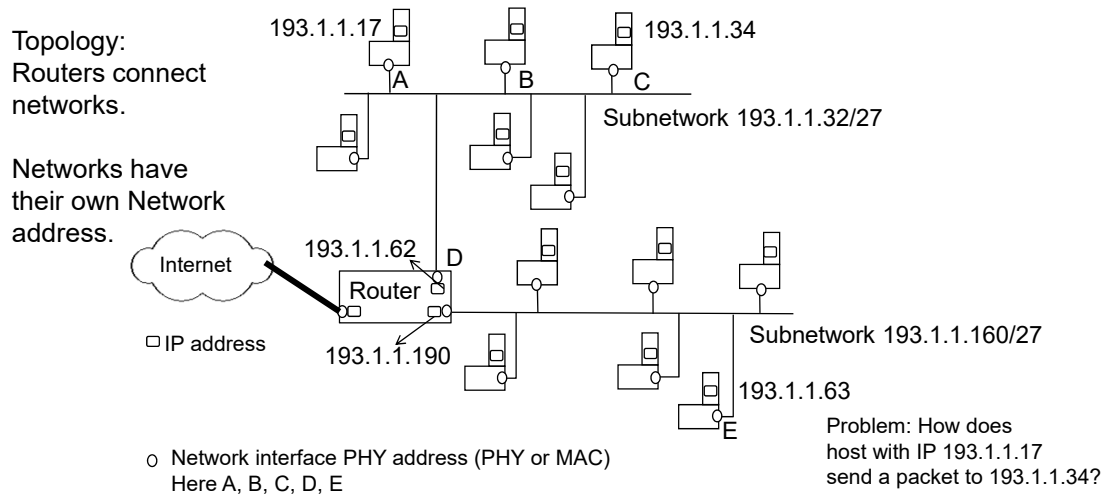 Topology:
Routers connect
networks.
Networks have
their own Network
address.
193.1.1.17
193.1.1.34
A
B
C
Subnetwork 193.1.1.32/27
193.1.1.62
D
Internet
Router
IP address
193.1.1.190
Subnetwork 193.1.1.160/27
193.1.1.63
E
Problem: How does
host with IP 193.1.1.17
send a packet to 193.1.1.34?
Network interface PHY address (PHY or MAC)
Here A, B, C, D, E